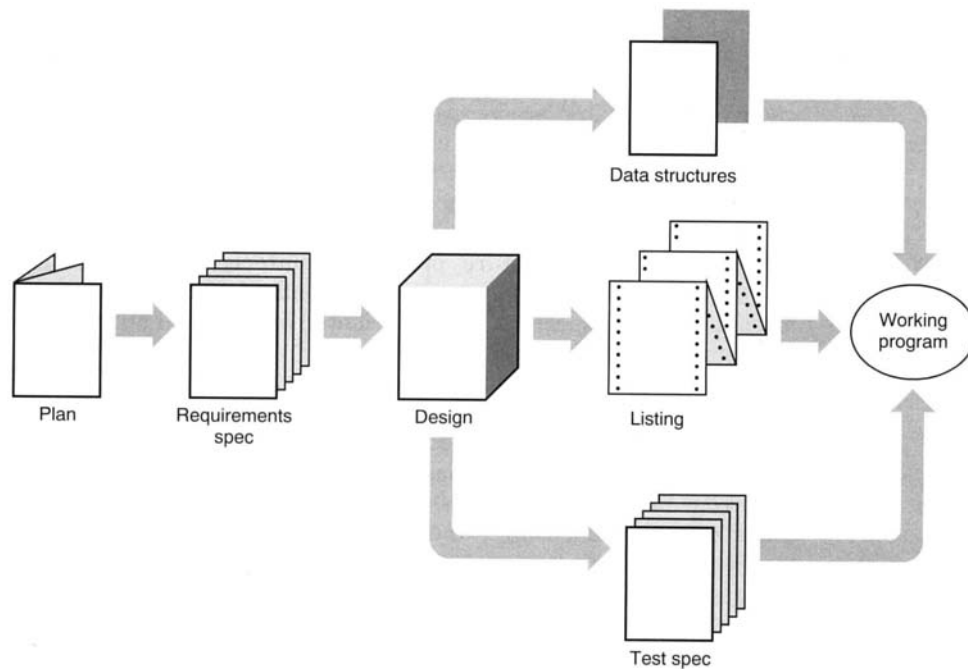 Data structures
Plan
Requirements
spec
Design
Listing
Working
program
Test spec